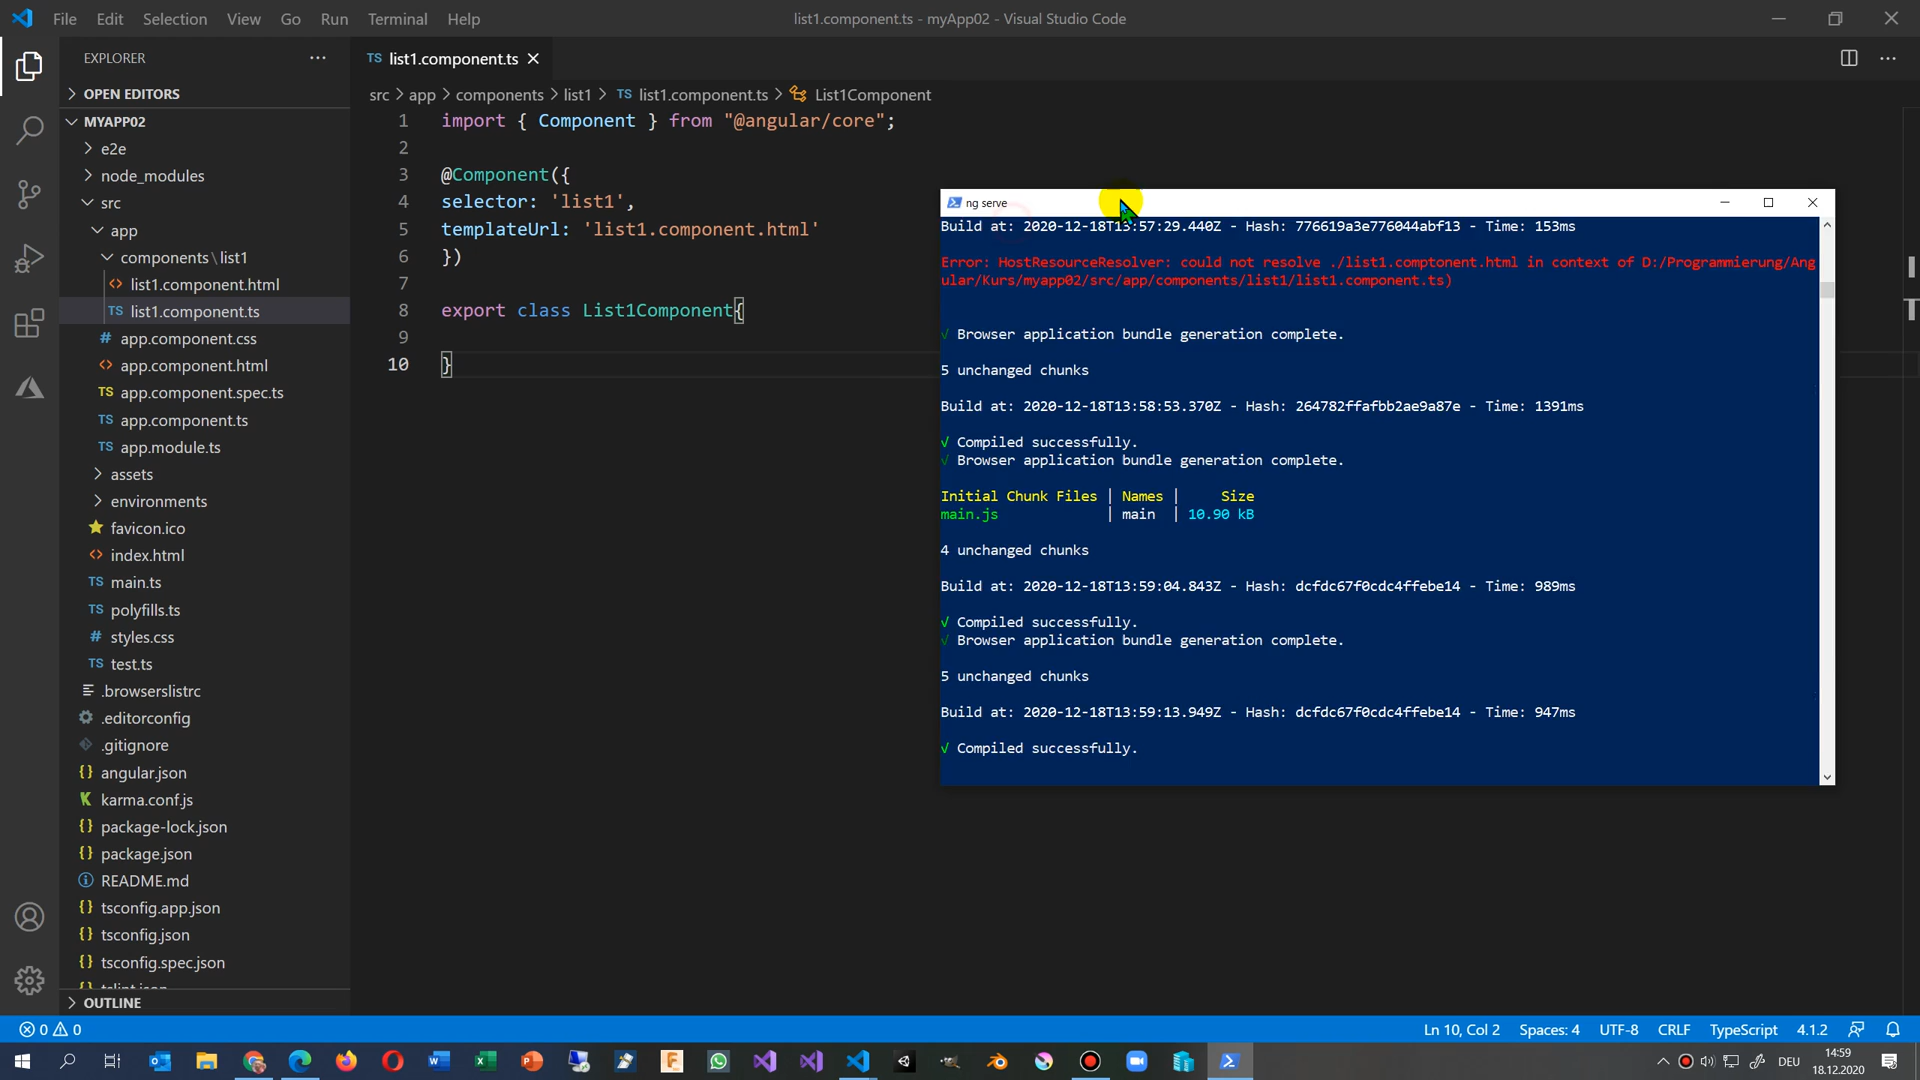 File Edit Selection View Go Run Terminal Help
list1.component.ts - myApp02 - Visual Studio Code
EXPLORER
OPEN EDITORS
MYAPP02
e2e
node_modules
src
app
components\list1
list1.component.html
TS list1.component.ts
# app.component.css
app.component.html
TS app.component.spec.ts
TS app.component.ts
TS app.module.ts
assets
environments
favicon.ico
index.html
TS main.ts
TS polyfills.ts
# styles.css
TS test.ts
.browserslistrc
.editorconfig
.gitignore
{} angular.json
karma.conf.js
{} package-lock.json
{} package.json
README.md
{} tsconfig.app.json
{} tsconfig.json
{} tsconfig.spec.json
OUTLINE
TS list1.component.ts
src > app > components > list1 > TS list1.component.ts > List1Component
1 import { Component } from "@angular/core";
2
3 @Component({
4 selector: 'list1',
5 templateUrl: 'list1.component.html'
6 })
7
8 export class List1Component{
9
10 }
ng serve
Build at: 2020-12-18T13:57:29.440Z - Hash: 776619a3e776044abf13 - Time: 153ms
Error: HostResourceResolver: could not resolve ./list1.comptonent.html in context of D:/Programmierung/Ang
ular/Kurs/myapp02/src/app/components/list1/list1.component.ts)
√ Browser application bundle generation complete.
5 unchanged chunks
Build at: 2020-12-18T13:58:53.370Z - Hash: 264782ffafbb2ae9a87e - Time: 1391ms
√ Compiled successfully.
√ Browser application bundle generation complete.
Initial Chunk Files | Names | Size
main.js | main | 10.90 kB
4 unchanged chunks
Build at: 2020-12-18T13:59:04.843Z - Hash: dcfdc67f0cdc4ffebe14 - Time: 989ms
√ Compiled successfully.
√ Browser application bundle generation complete.
5 unchanged chunks
Build at: 2020-12-18T13:59:13.949Z - Hash: dcfdc67f0cdc4ffebe14 - Time: 947ms
√ Compiled successfully.
0 0
Ln 10, Col 2 Spaces: 4 UTF-8 CRLF TypeScript 4.1.2
DEU
14:59
18.12.2020